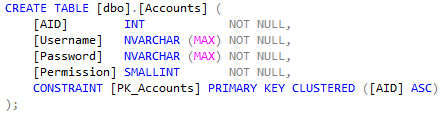 CREATE TABLE [dbo].[Accounts] (
    [AID]        INT            NOT NULL,
    [Username]   NVARCHAR (MAX) NOT NULL,
    [Password]   NVARCHAR (MAX) NOT NULL,
    [Permission] SMALLINT       NOT NULL,
    CONSTRAINT [PK_Accounts] PRIMARY KEY CLUSTERED ([AID] ASC)
);